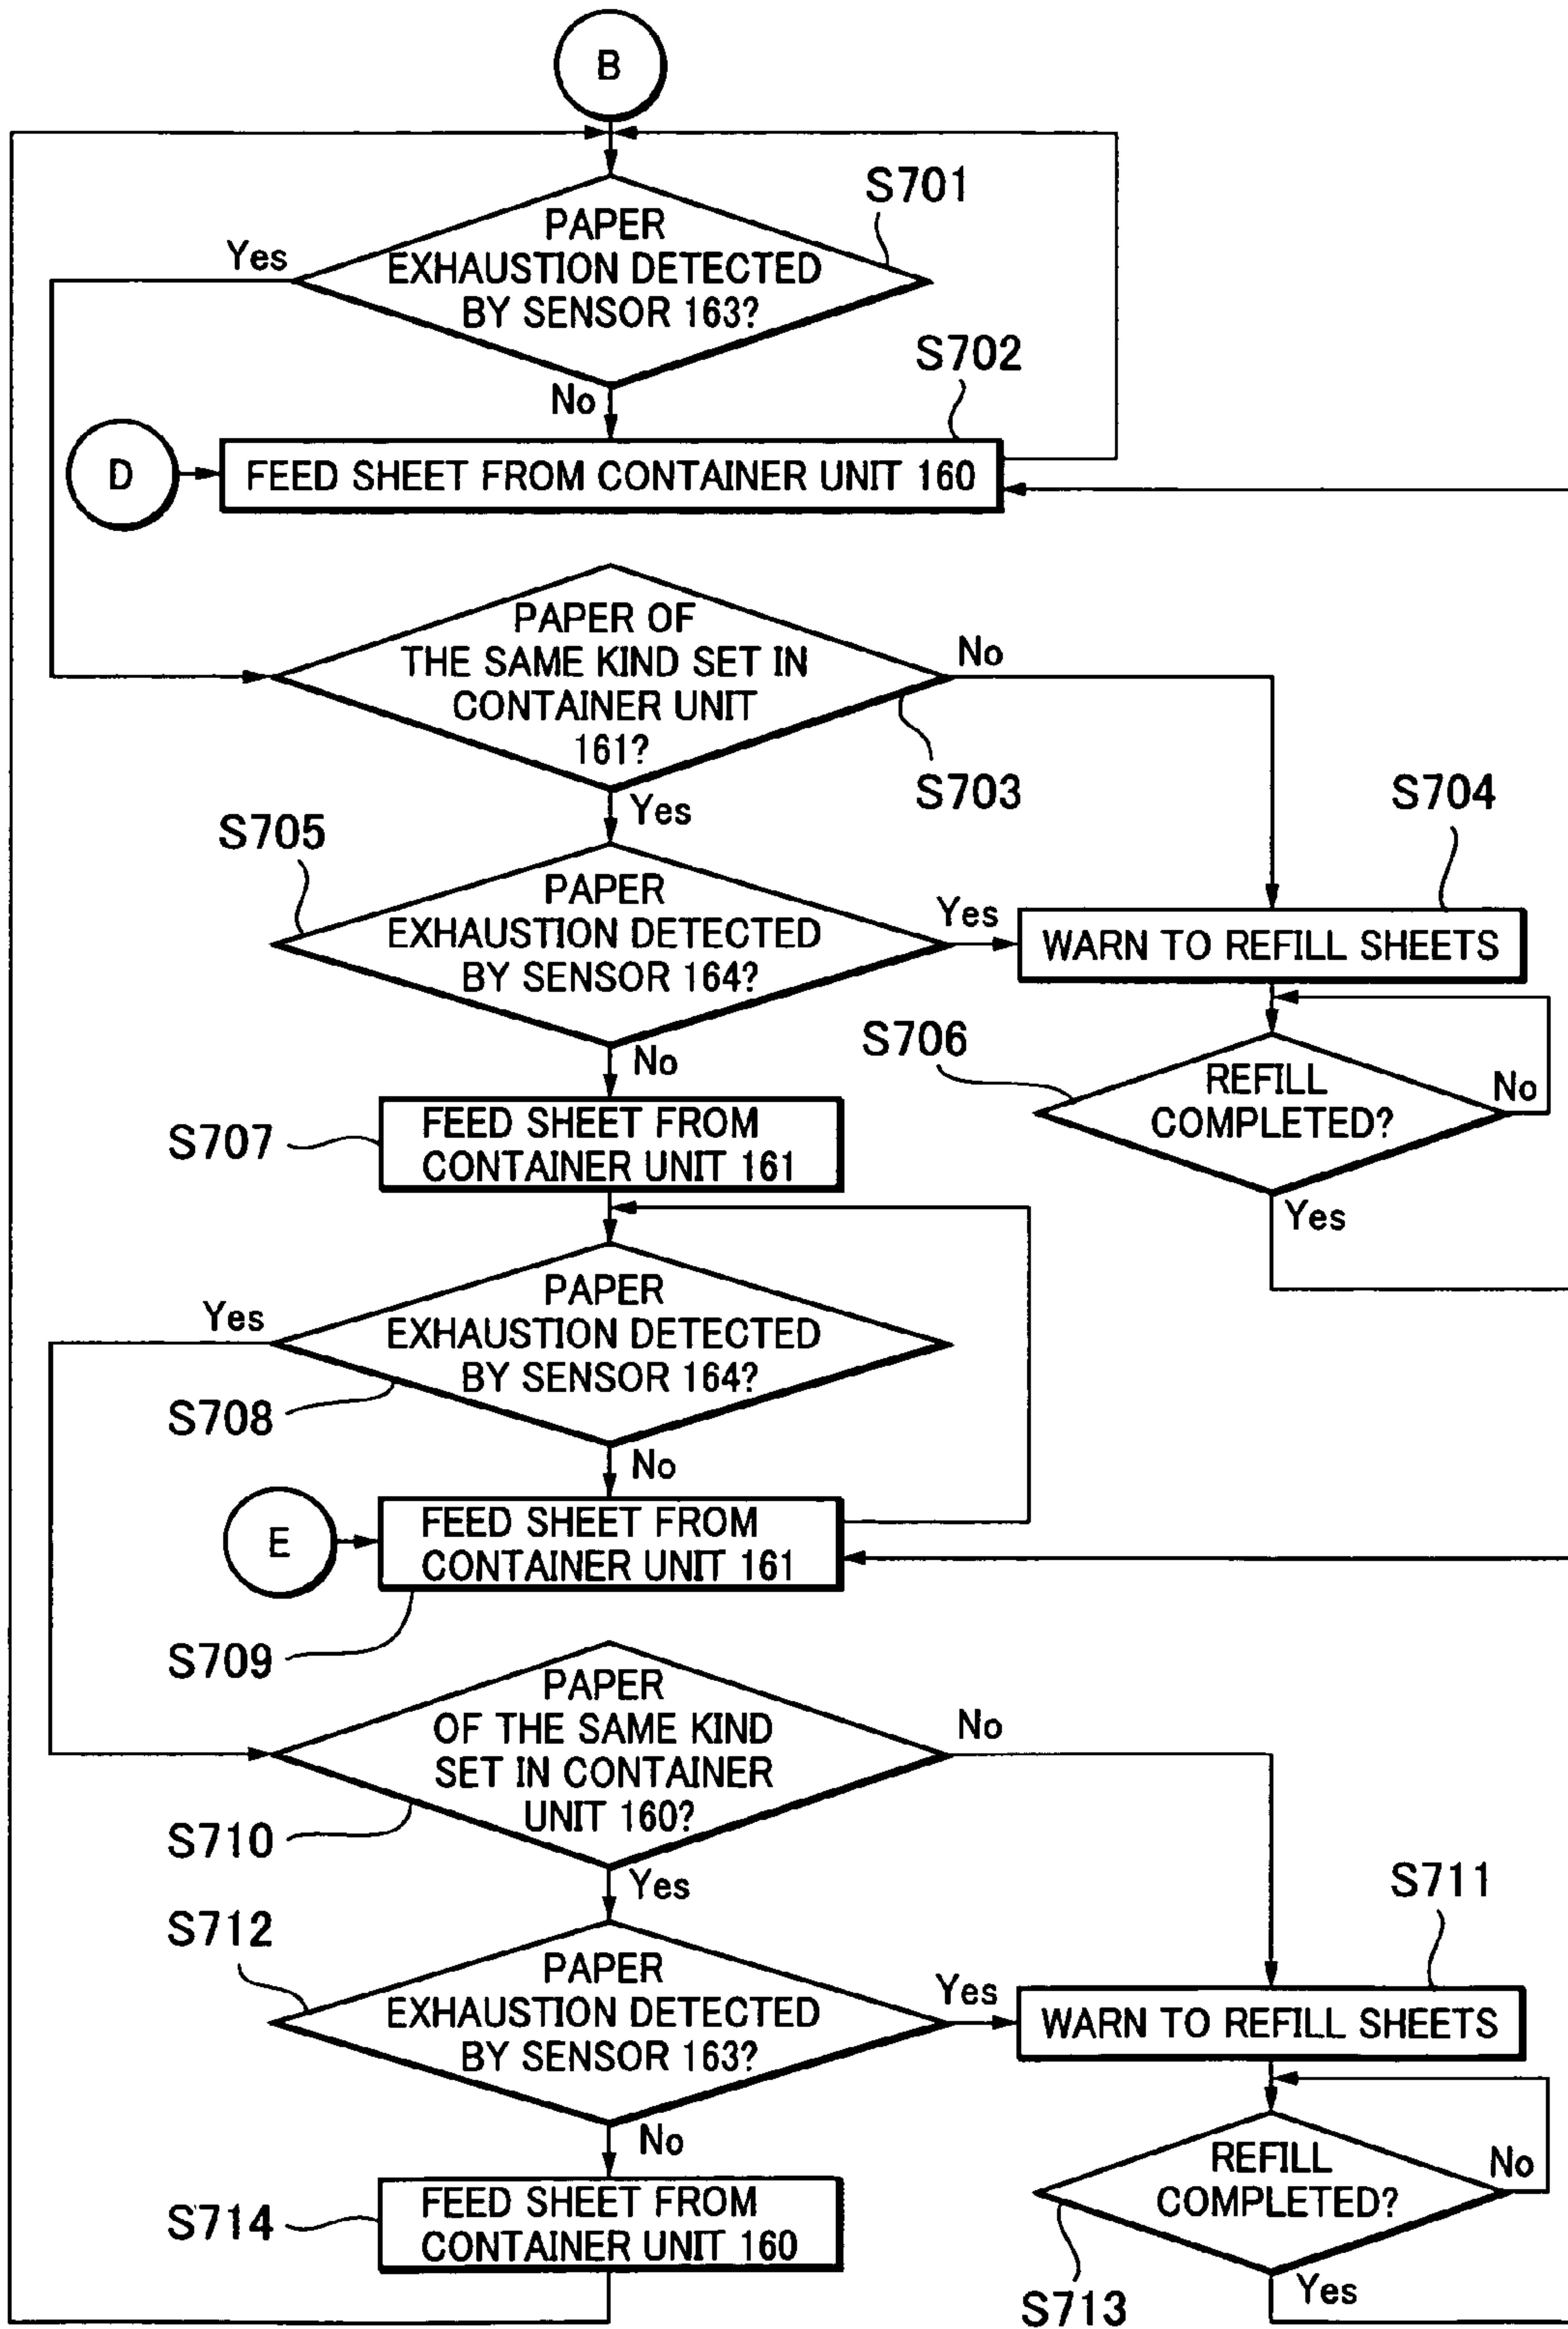 B
S701
PAPER
EXHAUSTION DETECTED
BY SENSOR 163?
Yes
No
S702
D
FEED SHEET FROM CONTAINER UNIT 160
PAPER OF
THE SAME KIND SET IN
CONTAINER UNIT
161?
No
S703
Yes
S704
S705
PAPER
EXHAUSTION DETECTED
BY SENSOR 164?
Yes
WARN TO REFILL SHEETS
No
S706
REFILL
COMPLETED?
No
Yes
S707
FEED SHEET FROM
CONTAINER UNIT 161
PAPER
EXHAUSTION DETECTED
BY SENSOR 164?
Yes
S708
No
E
FEED SHEET FROM
CONTAINER UNIT 161
S709
PAPER
OF THE SAME KIND
SET IN CONTAINER
UNIT 160?
No
S710
Yes
S711
S712
PAPER
EXHAUSTION DETECTED
BY SENSOR 163?
Yes
WARN TO REFILL SHEETS
No
REFILL
COMPLETED?
No
S714
FEED SHEET FROM
CONTAINER UNIT 160
S713
Yes